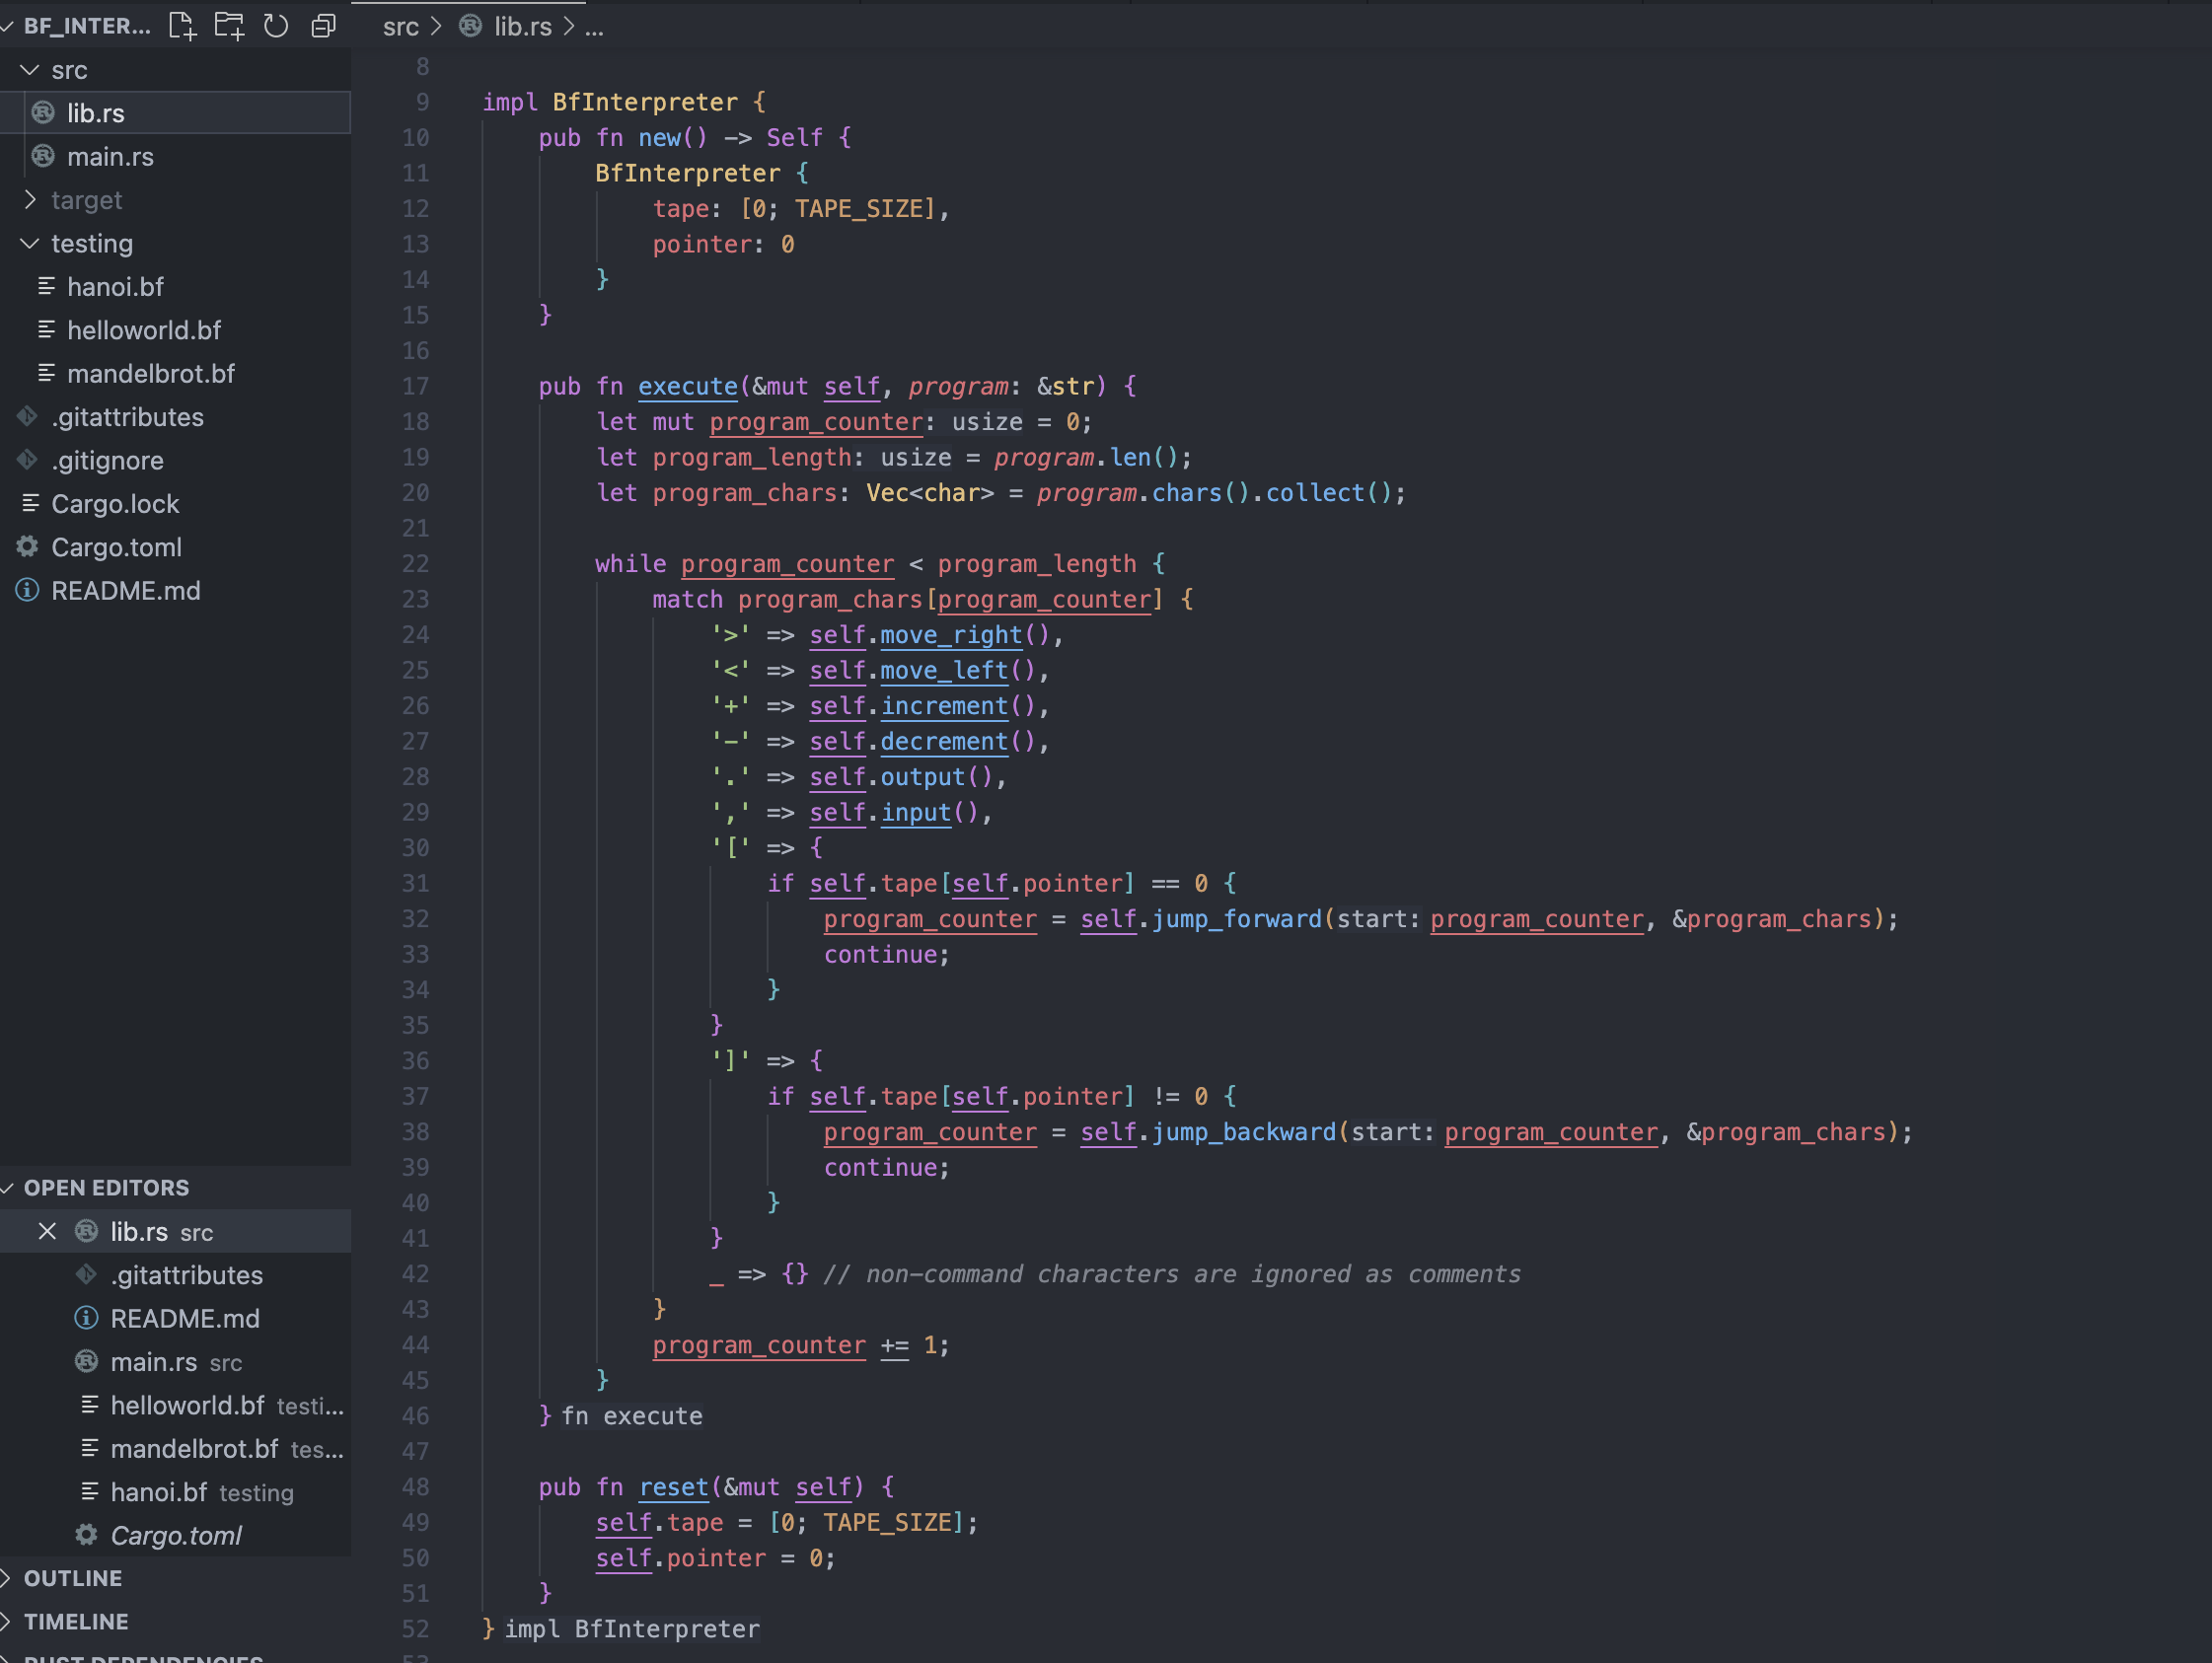 BF_INTER...
src
lib.rs
main.rs
target
testing
hanoi.bf
helloworld.bf
mandelbrot.bf
.gitattributes
.gitignore
Cargo.lock
Cargo.toml
README.md
OPEN EDITORS
lib.rs src
.gitattributes
README.md
main.rs src
helloworld.bf testi...
mandelbrot.bf tes...
hanoi.bf testing
Cargo.toml
OUTLINE
TIMELINE
RUST DEPENDENCIES
src > lib.rs > ...
8
9 impl BfInterpreter {
10     pub fn new() -> Self {
11         BfInterpreter {
12             tape: [0; TAPE_SIZE],
13             pointer: 0
14         }
15     }
16
17     pub fn execute(&mut self, program: &str) {
18         let mut program_counter: usize = 0;
19         let program_length: usize = program.len();
20         let program_chars: Vec<char> = program.chars().collect();
21
22         while program_counter < program_length {
23             match program_chars[program_counter] {
24                 '>' => self.move_right(),
25                 '<' => self.move_left(),
26                 '+' => self.increment(),
27                 '-' => self.decrement(),
28                 '.' => self.output(),
29                 ',' => self.input(),
30                 '[' => {
31                     if self.tape[self.pointer] == 0 {
32                         program_counter = self.jump_forward(start: program_counter, &program_chars);
33                         continue;
34                     }
35                 }
36                 ']' => {
37                     if self.tape[self.pointer] != 0 {
38                         program_counter = self.jump_backward(start: program_counter, &program_chars);
39                         continue;
40                     }
41                 }
42                 _ => {} // non-command characters are ignored as comments
43             }
44             program_counter += 1;
45         }
46     } fn execute
47
48     pub fn reset(&mut self) {
49         self.tape = [0; TAPE_SIZE];
50         self.pointer = 0;
51     }
52 } impl BfInterpreter
53